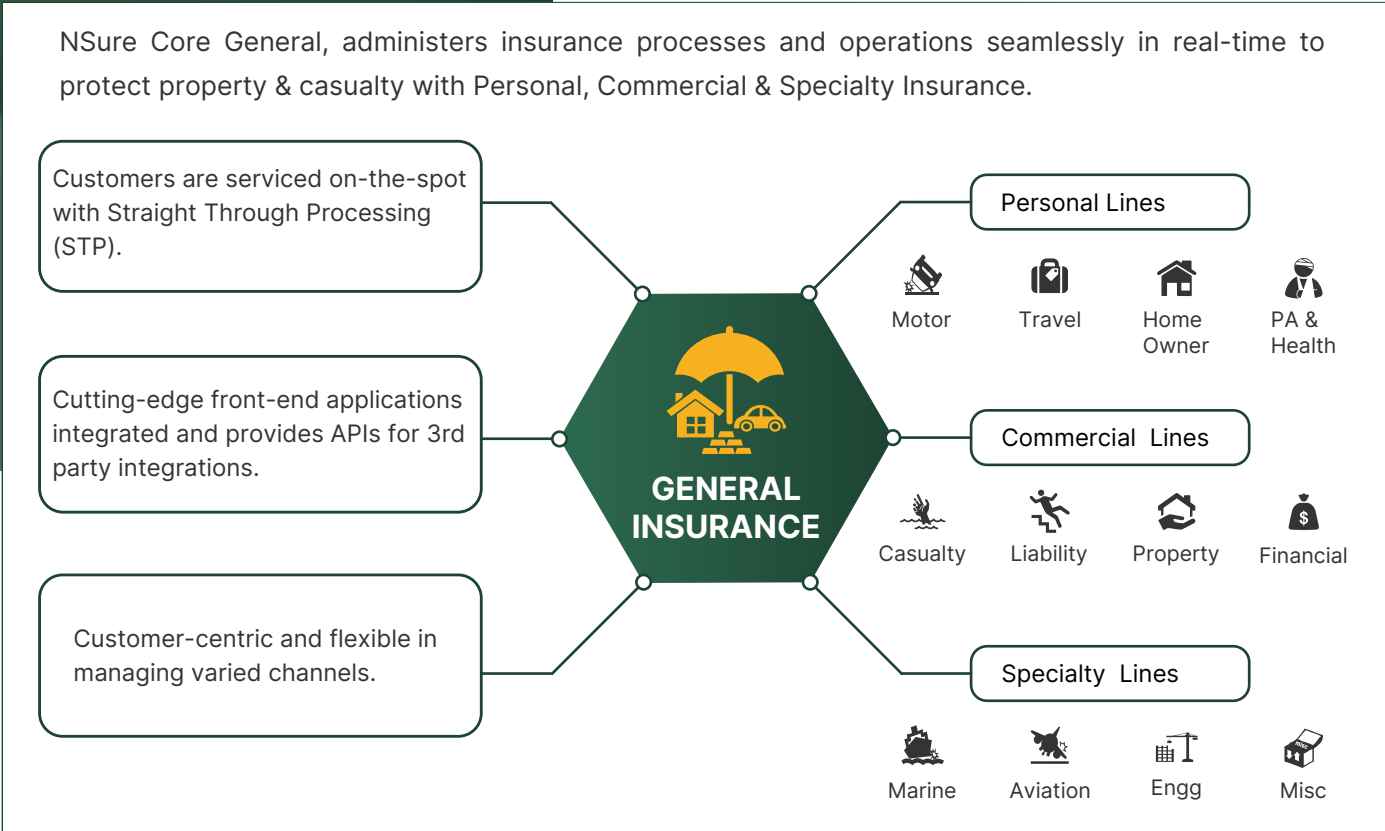 NSure Core General, administers insurance processes and operations seamlessly in real-time to
protect property & casualty with Personal, Commercial & Specialty Insurance.
Customers are serviced on-the-spot
with Straight Through Processing
(STP).
Cutting-edge front-end applications
integrated and provides APIs for 3rd
party integrations.
Customer-centric and flexible in
managing varied channels.
GENERAL
INSURANCE
Personal Lines
Motor
Travel
Home
Owner
PA &
Health
Commercial Lines
$
Casualty
Liability
Property
Financial
Specialty Lines
misc
Marine
Aviation
Engg
Misc